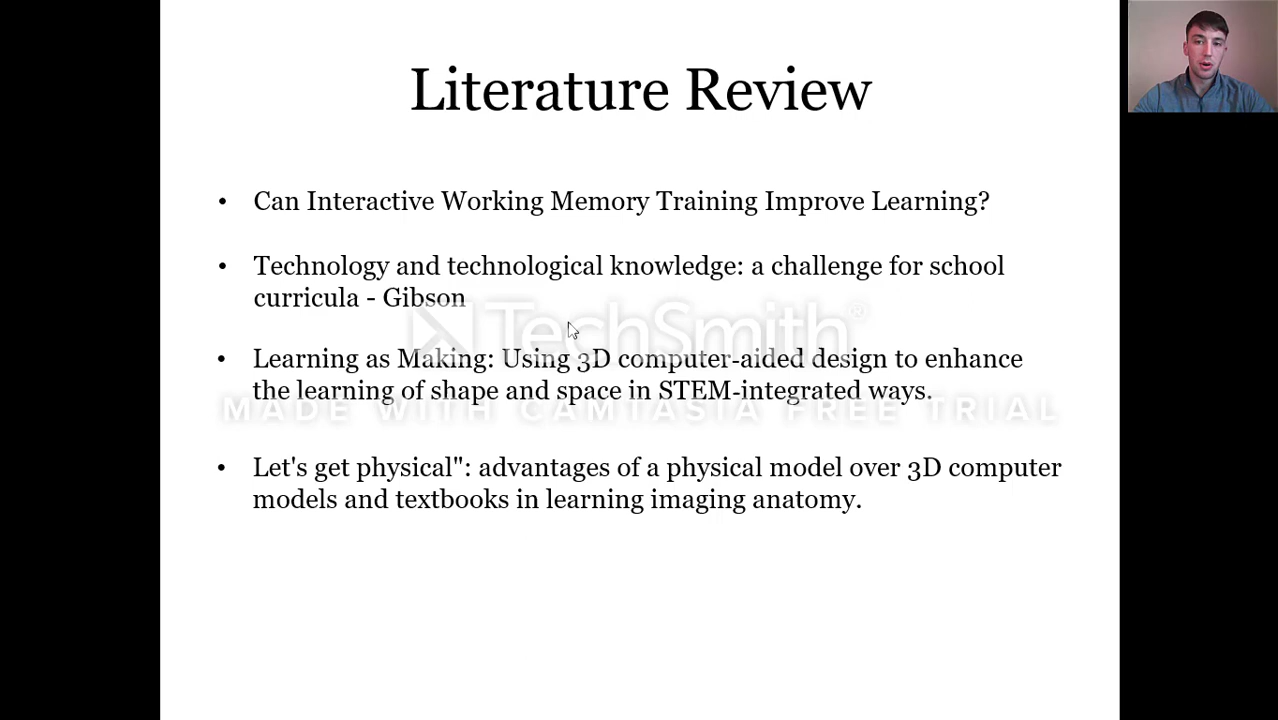 Literature Review
• Can Interactive Working Memory Training Improve Learning?
• Technology and technological knowledge: a challenge for school
curricula - Gibson
TechSmith®
• Learning as Making: Using 3D computer-aided design to enhance
the learning of shape and space in STEM-integrated ways.
MADE WITH CAMTASIA FREE TRIAL
• Let's get physical": advantages of a physical model over 3D computer
models and textbooks in learning imaging anatomy.